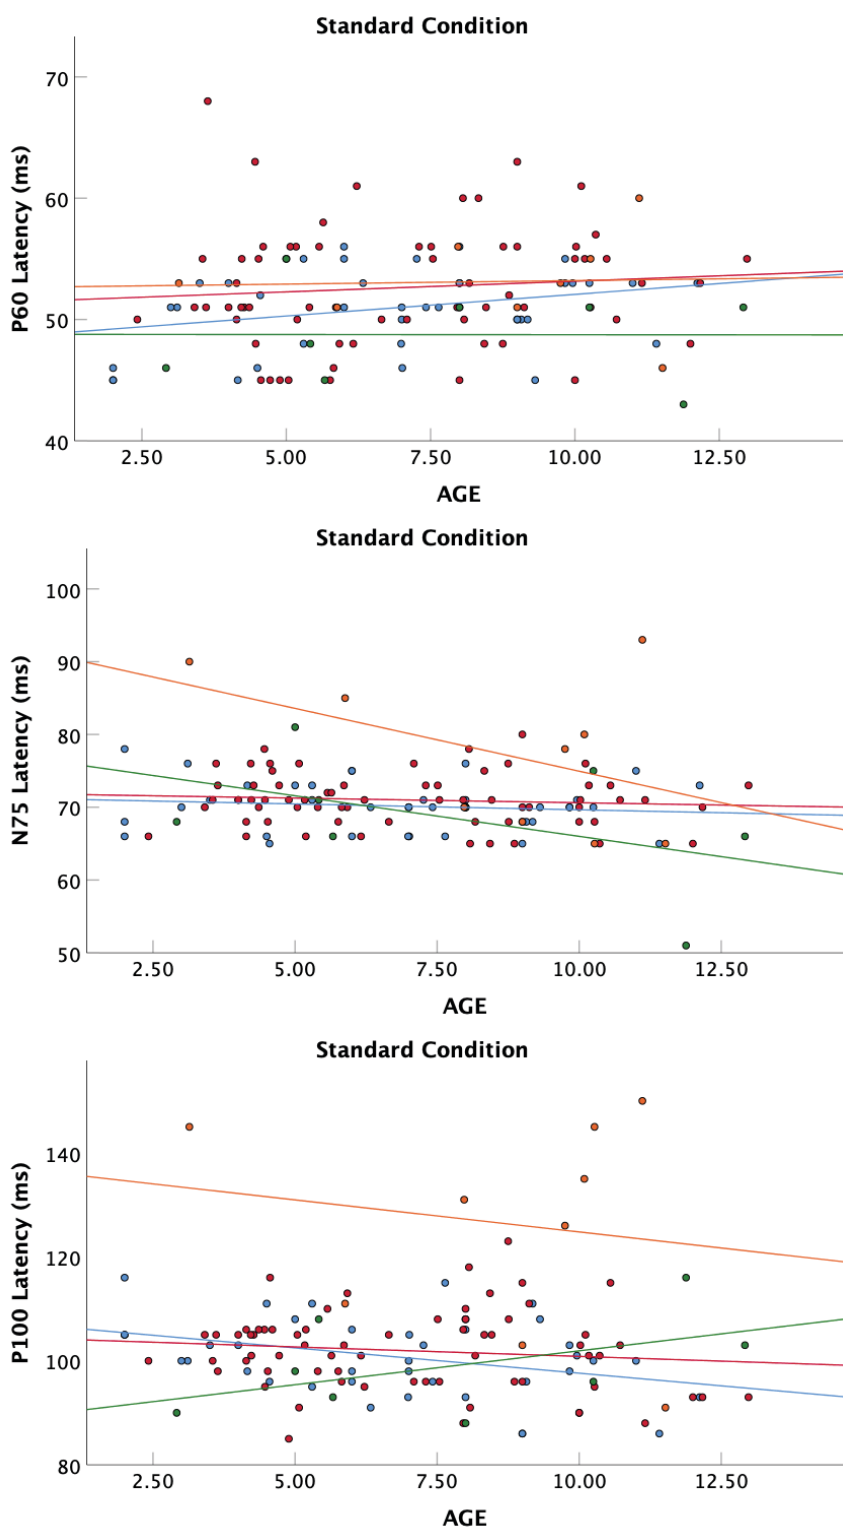 Standard Condition
70
60
50
40
P60 Latency (ms)
2.50 5.00 7.50 10.00 12.50
AGE
Standard Condition
100
90
80
70
60
50
N75 Latency (ms)
2.50 5.00 7.50 10.00 12.50
AGE
Standard Condition
140
120
100
80
P100 Latency (ms)
2.50 5.00 7.50 10.00 12.50
AGE